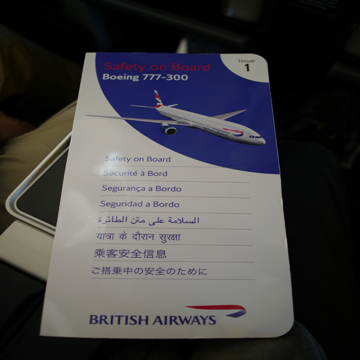 Safety on Board
Issue
1
Boeing 777-300
Safety on Board
Sécurité à Bord
Segurança a Bordo
Seguridad a Bordo
السلامة على متن الطائرة
यात्रा के दौरान सुरक्षा
乘客安全信息
ご搭乗中の安全のために
BRITISH AIRWAYS